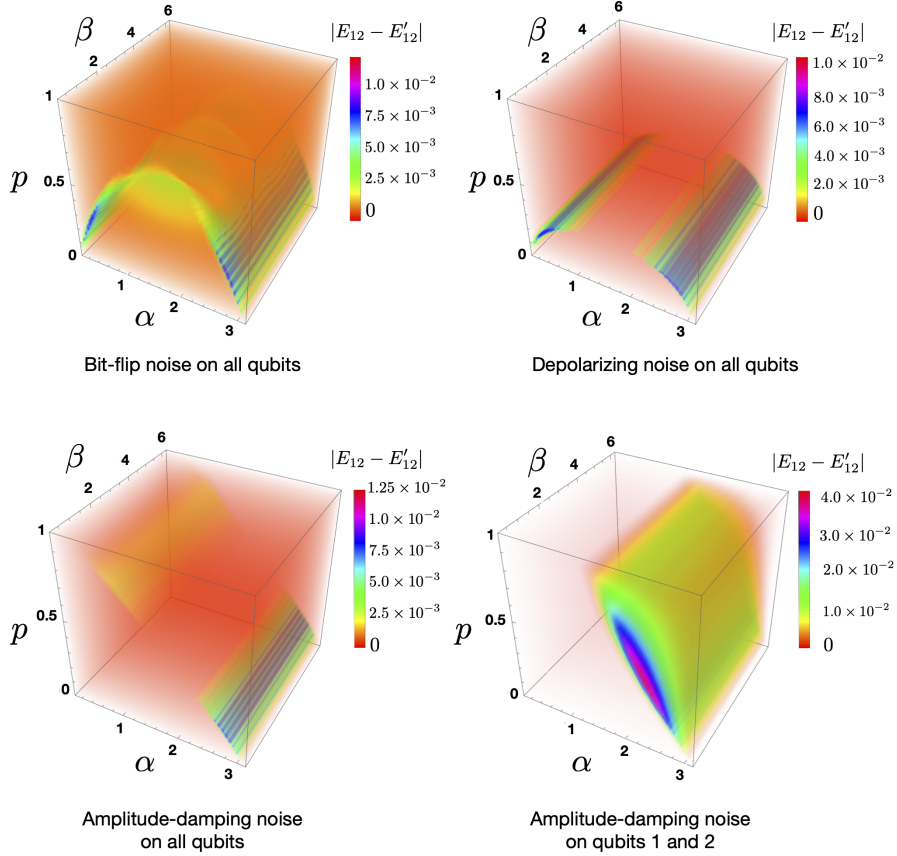 β
6
4
2
1
p
0.5
0
1
2
3
α
|E₁₂ − E′₁₂|
1.0 × 10⁻²
7.5 × 10⁻³
5.0 × 10⁻³
2.5 × 10⁻³
0
Bit-flip noise on all qubits
β
6
4
2
1
p
0.5
0
1
2
3
α
|E₁₂ − E′₁₂|
1.0 × 10⁻²
8.0 × 10⁻³
6.0 × 10⁻³
4.0 × 10⁻³
2.0 × 10⁻³
0
Depolarizing noise on all qubits
β
6
4
2
1
p
0.5
0
1
2
3
α
|E₁₂ − E′₁₂|
1.25 × 10⁻²
1.0 × 10⁻²
7.5 × 10⁻³
5.0 × 10⁻³
2.5 × 10⁻³
0
Amplitude-damping noise
on all qubits
β
6
4
2
1
p
0.5
0
1
2
3
α
|E₁₂ − E′₁₂|
4.0 × 10⁻²
3.0 × 10⁻²
2.0 × 10⁻²
1.0 × 10⁻²
0
Amplitude-damping noise
on qubits 1 and 2